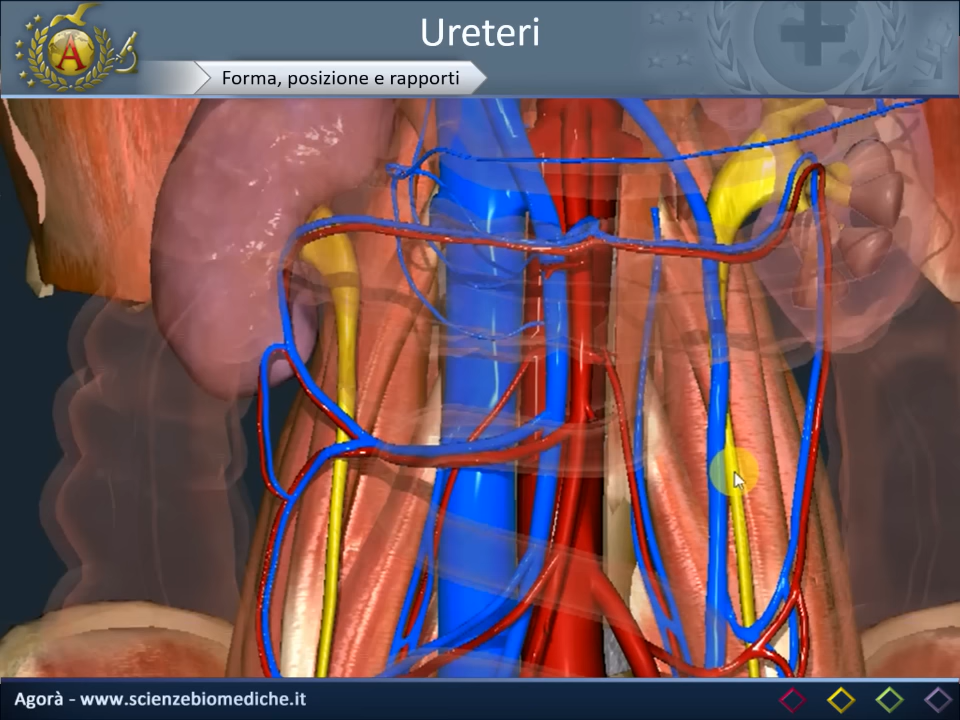 Ureteri
A
Forma, posizione e rapporti
Agorà - www.scienzebiomediche.it